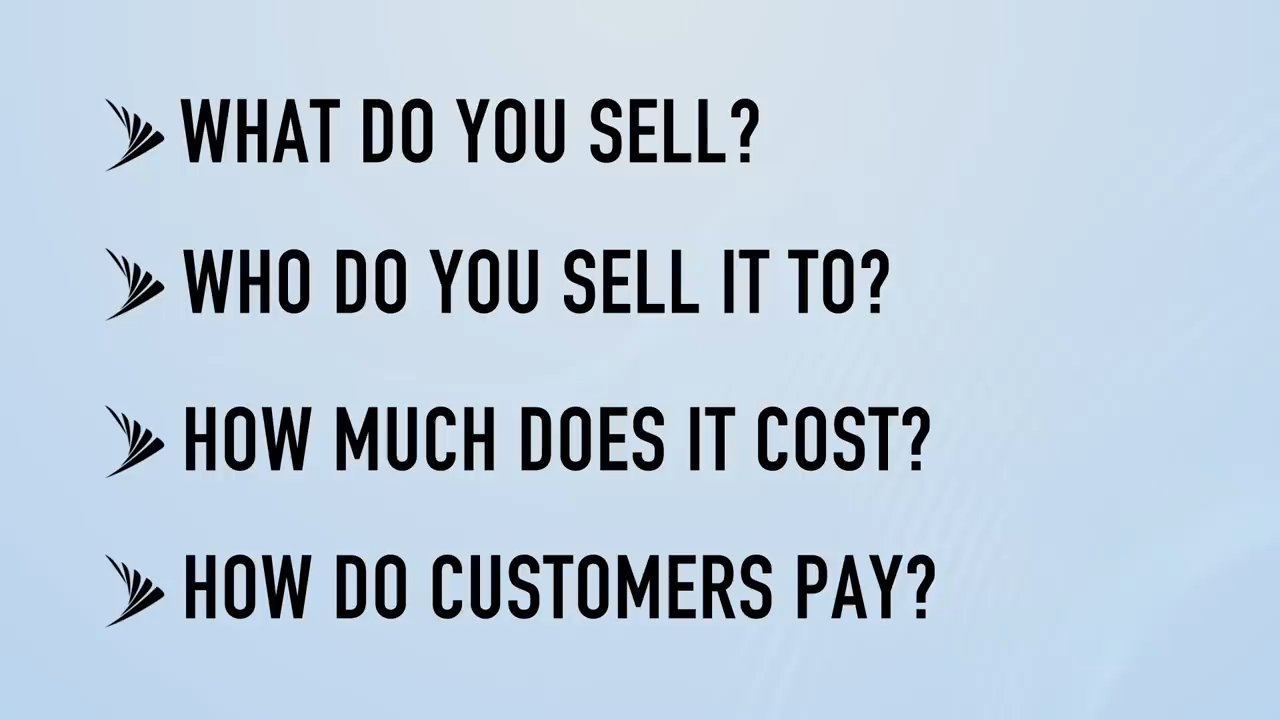 WHAT DO YOU SELL?
WHO DO YOU SELL IT TO?
HOW MUCH DOES IT COST?
HOW DO CUSTOMERS PAY?